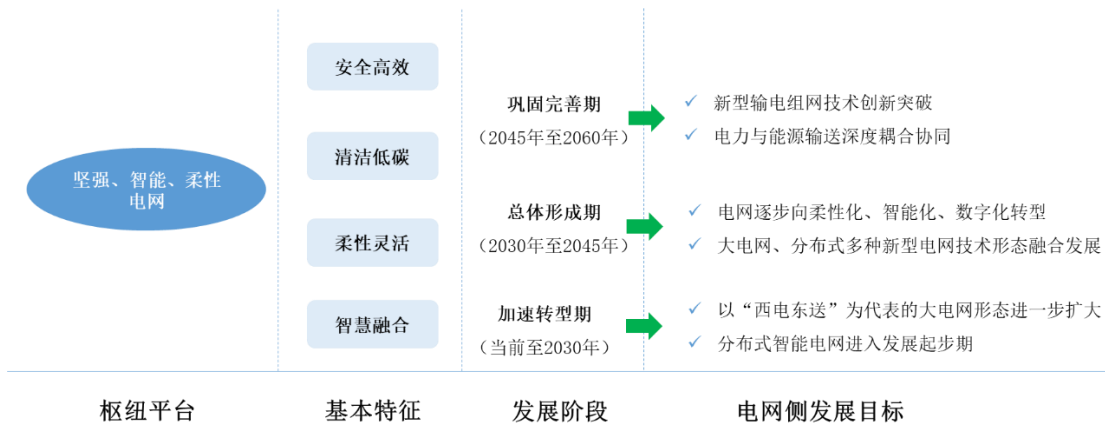 坚强、智能、柔性
电网
安全高效
清洁低碳
柔性灵活
智慧融合
巩固完善期
（2045年至2060年）
总体形成期
（2030年至2045年）
加速转型期
（当前至2030年）
新型输电组网技术创新突破
电力与能源输送深度耦合协同
电网逐步向柔性化、智能化、数字化转型
大电网、分布式多种新型电网技术形态融合发展
以“西电东送”为代表的大电网形态进一步扩大
分布式智能电网进入发展起步期
枢纽平台
基本特征
发展阶段
电网侧发展目标